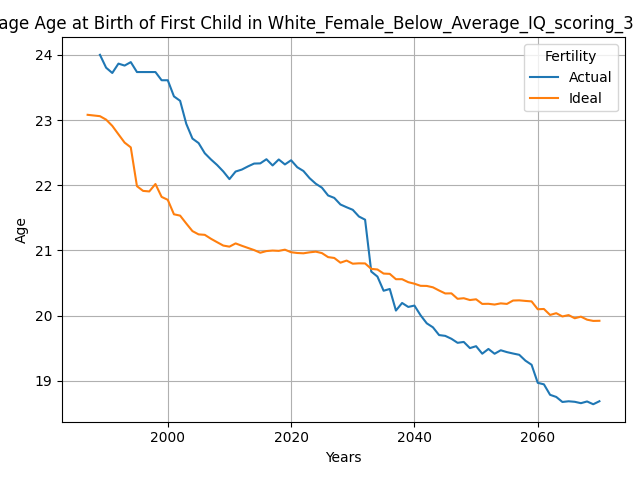 age Age at Birth of First Child in White_Female_Below_Average_IQ_scoring_3
Fertility
Actual
Ideal
24
23
22
21
20
19
Age
2000
2020
2040
2060
Years